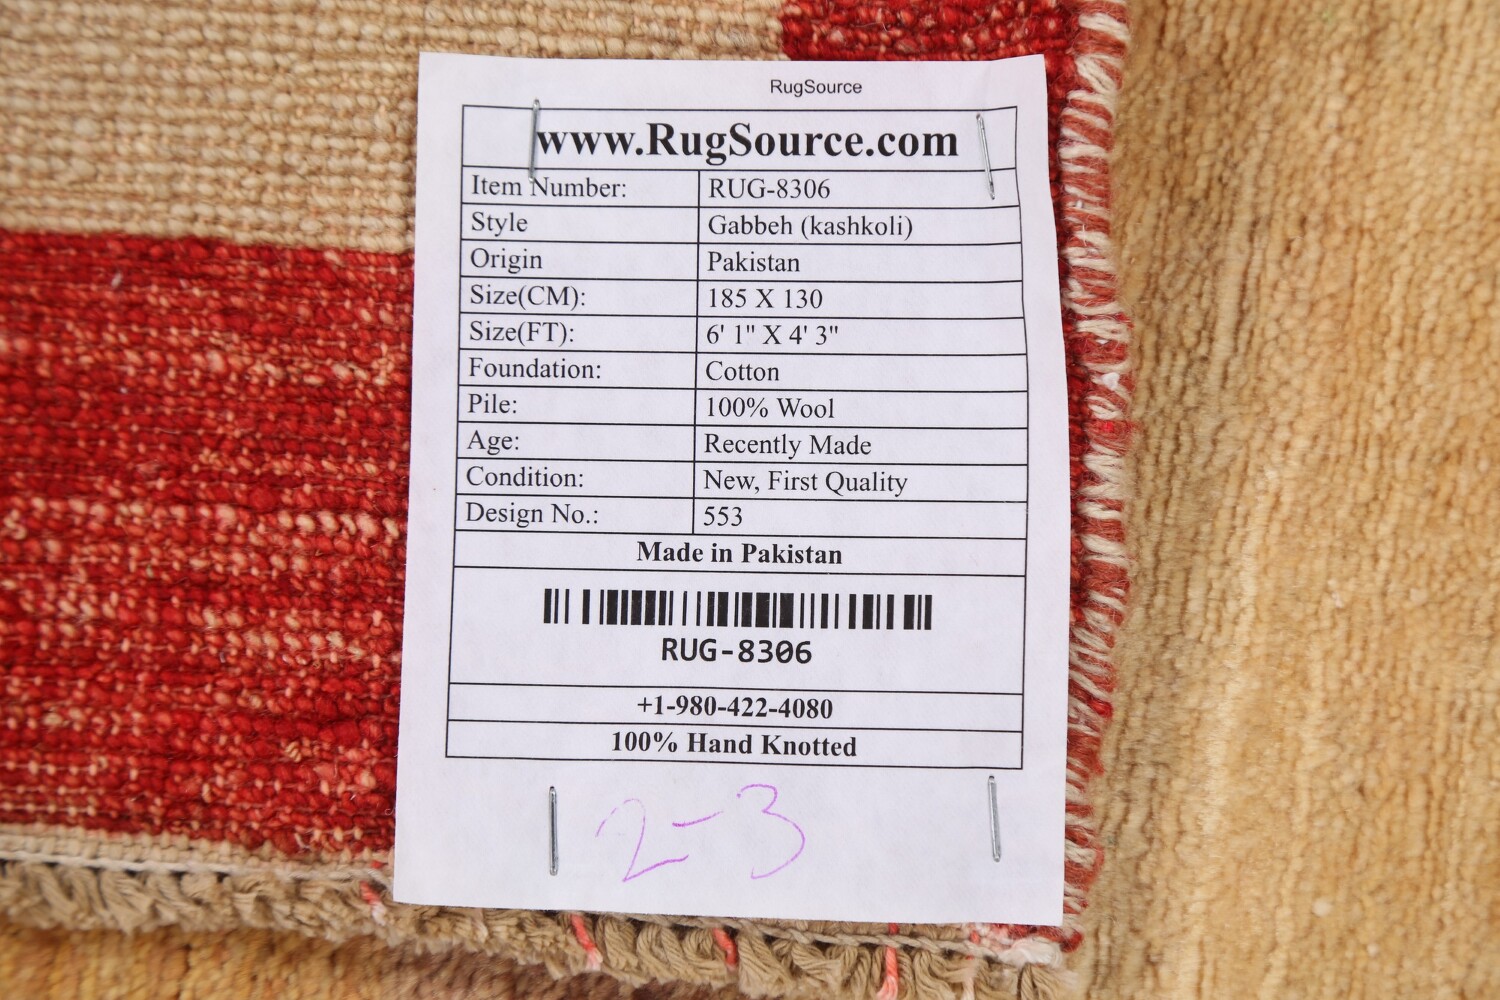 RugSource
www.RugSource.com
Item Number: RUG-8306
Style Gabbeh (kashkoli)
Origin Pakistan
Size(CM): 185 X 130
Size(FT): 6' 1" X 4' 3"
Foundation: Cotton
Pile: 100% Wool
Age: Recently Made
Condition: New, First Quality
Design No.: 553
Made in Pakistan
RUG-8306
+1-980-422-4080
100% Hand Knotted
2-3